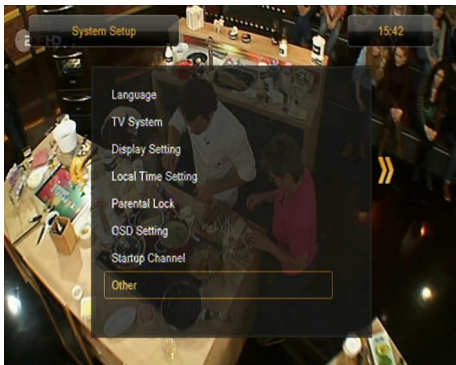 System Setup
15:42
Language
TV System
Display Setting
Local Time Setting
Parental Lock
OSD Setting
Startup Channel
Other